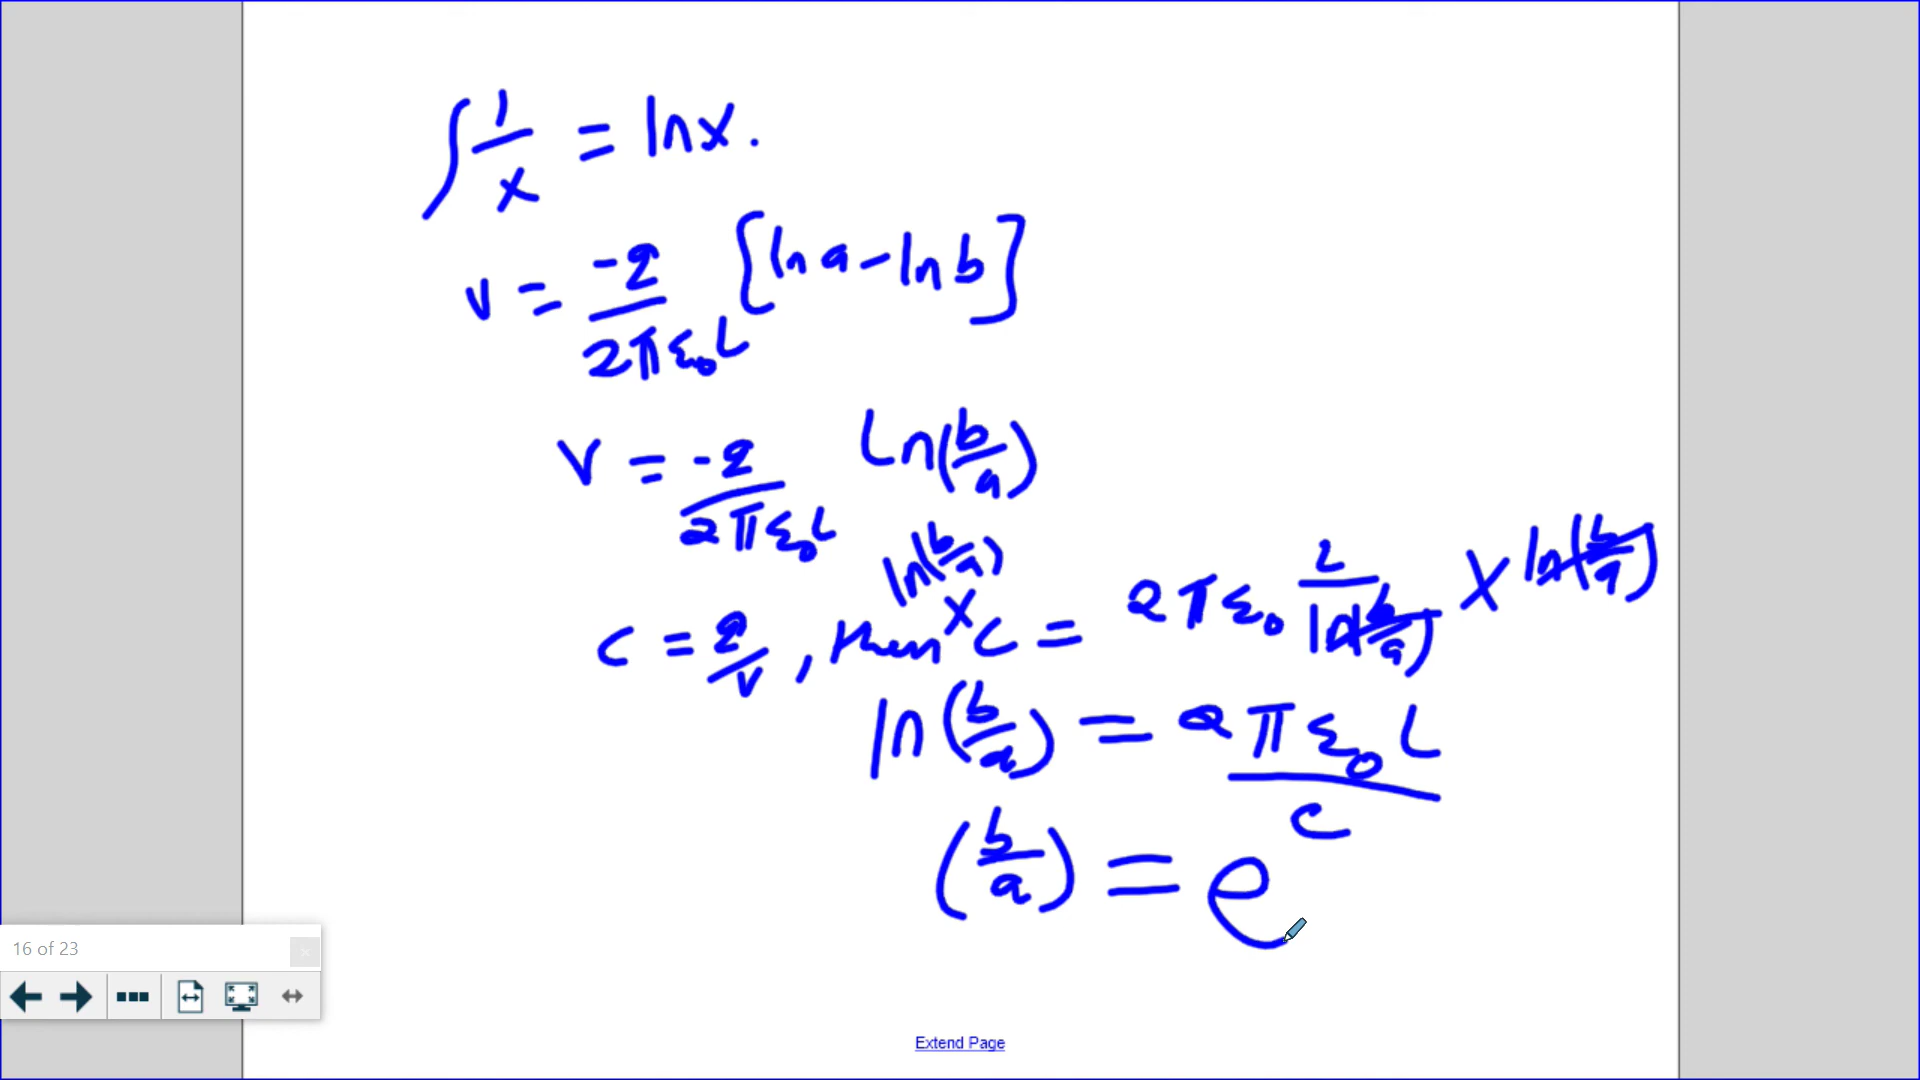 ∫ 1/x = ln x .
v = -q/2πε₀L [ln a - ln b]
v = -q/2πε₀L Ln(b/a)
ln(b/a) x
c = q/v , then c = 2πε₀ L/ln(b/a) x ln(b/a)
ln(b/a) = 2πε₀L/c
(b/a) = e
16 of 23
Extend Page